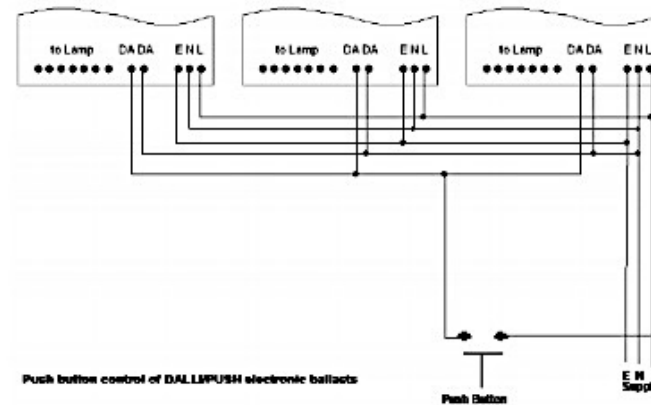 to Lamp DA DA E N L to Lamp DA DA E N L to Lamp DA DA E N L
Push button control of DALI/PUSH electronic ballasts
Push Button
E N
Suppl